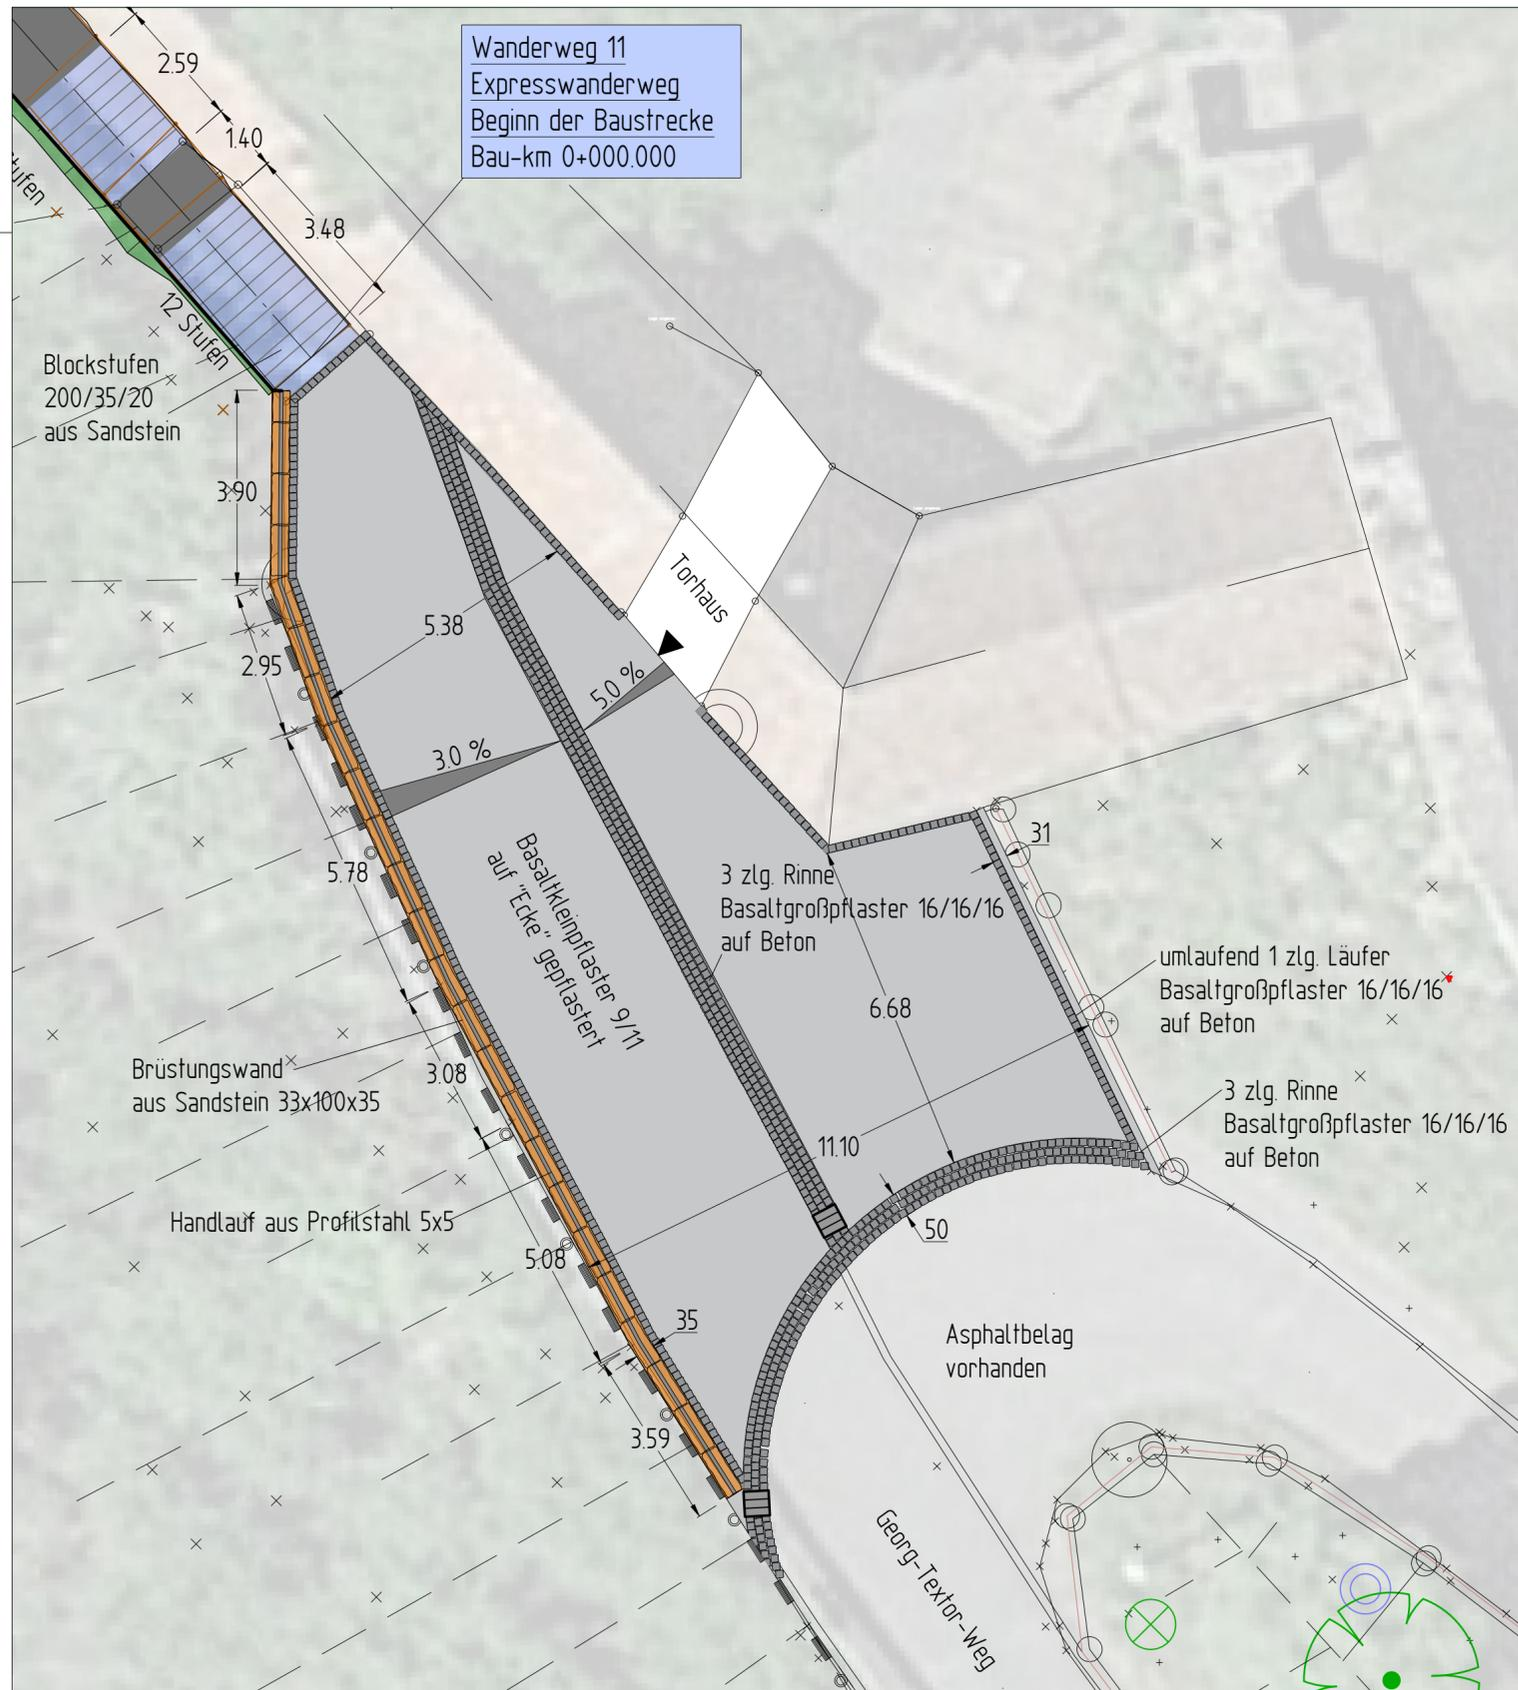 2.59
Wanderweg 11
Expresswanderweg
Beginn der Baustrecke
Bau-km 0+000.000
1.40
3.48
12 Stufen
Blockstufen
200/35/20
aus Sandstein
3.90
Torhaus
5.38
2.95
5.0 %
3.0 %
31
5.78
Basaltkleinpflaster 9/11
auf "Ecke" gepflastert
3 zlg. Rinne
Basaltgroßpflaster 16/16/16
auf Beton
umlaufend 1 zlg. Läufer
Basaltgroßpflaster 16/16/16
auf Beton
6.68
Brüstungswand
aus Sandstein 33x100x35
3.08
3 zlg. Rinne
Basaltgroßpflaster 16/16/16
auf Beton
11.10
Handlauf aus Profilstahl 5x5
50
5.08
35
Asphaltbelag
vorhanden
3.59
Georg-Textor-Weg